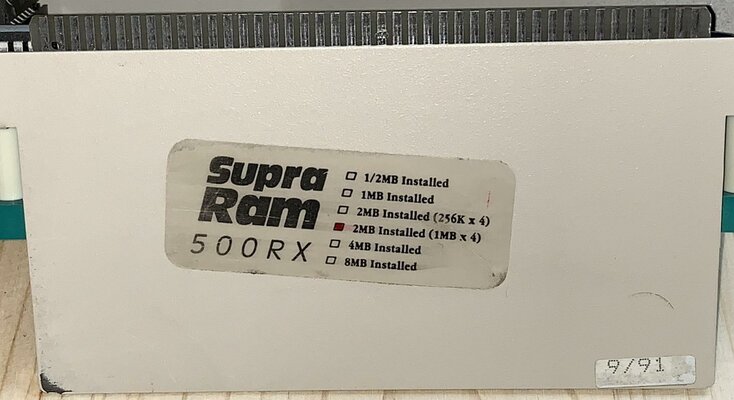 Supra
Ram
500RX
1/2MB Installed
1MB Installed
2MB Installed (256K x 4)
2MB Installed (1MB x 4)
4MB Installed
8MB Installed
9/91